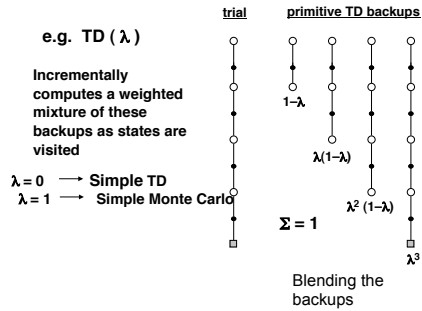 trial
primitive TD backups
e.g. TD ( λ )
Incrementally
computes a weighted
mixture of these
backups as states are
visited
λ = 0 → Simple TD
λ = 1 → Simple Monte Carlo
1–λ
λ(1–λ)
λ² (1–λ)
Σ = 1
λ³
Blending the
backups